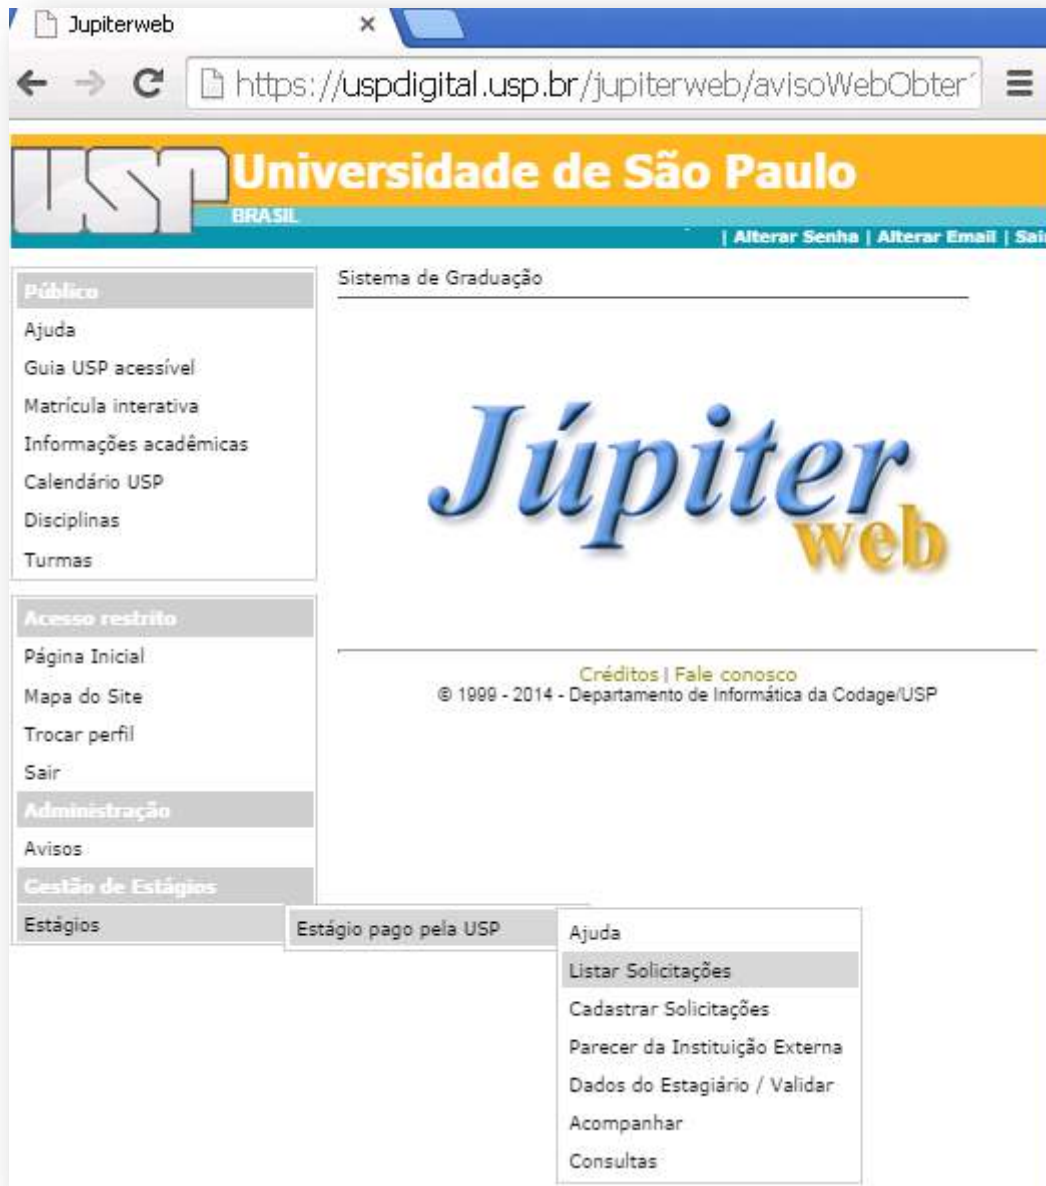 Jupiterweb
https://uspdigital.usp.br/jupiterweb/avisoWebObter
USP
Universidade de São Paulo
BRASIL
| Alterar Senha | Alterar Email | Sair
Público
Ajuda
Guia USP acessível
Matrícula interativa
Informações acadêmicas
Calendário USP
Disciplinas
Turmas
Acesso restrito
Página Inicial
Mapa do Site
Trocar perfil
Sair
Administração
Avisos
Gestão de Estágios
Estágios
Sistema de Graduação
Júpiter
web
Créditos | Fale conosco
© 1999 - 2014 - Departamento de Informática da Codage/USP
Estágio pago pela USP
Ajuda
Listar Solicitações
Cadastrar Solicitações
Parecer da Instituição Externa
Dados do Estagiário / Validar
Acompanhar
Consultas